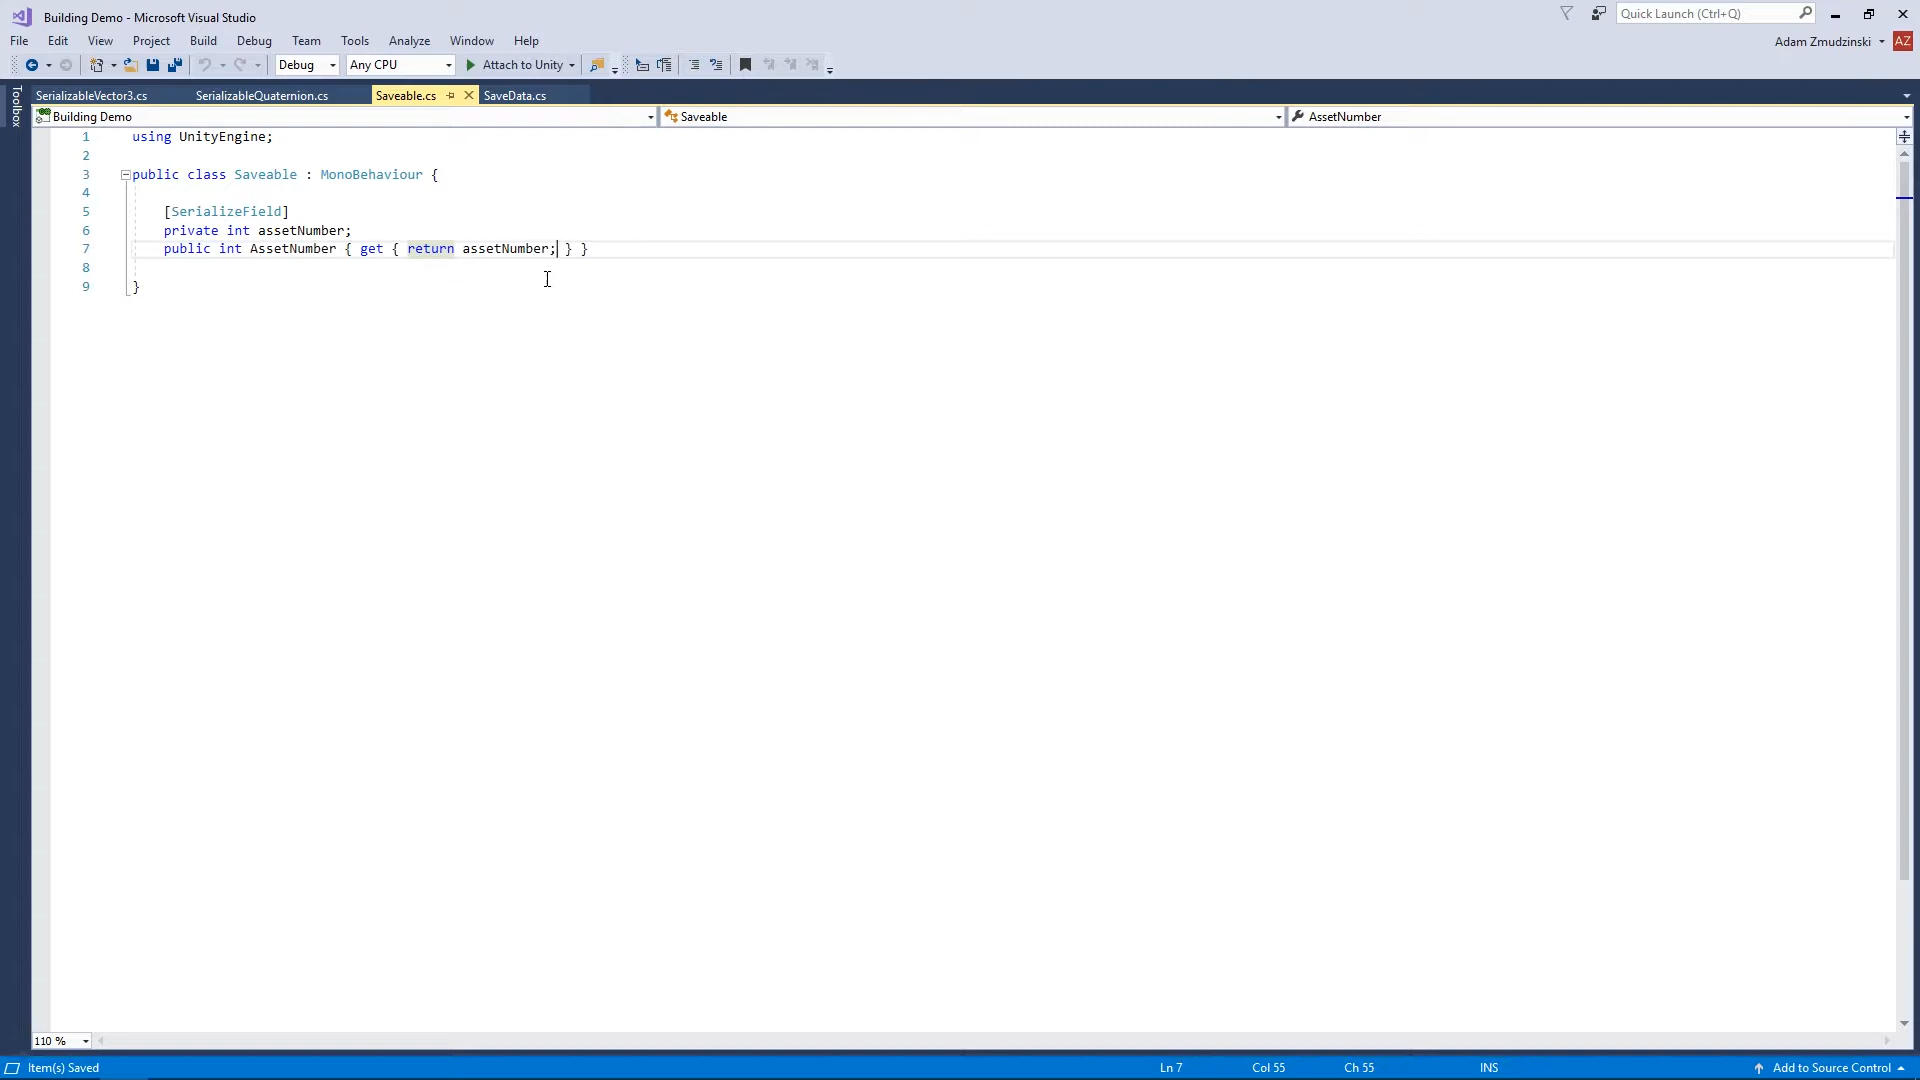 Building Demo - Microsoft Visual Studio
Quick Launch (Ctrl+Q)
File Edit View Project Build Debug Team Tools Analyze Window Help
Adam Zmudzinski AZ
Debug Any CPU Attach to Unity
Toolbox
SerializableVector3.cs SerializableQuaternion.cs Saveable.cs SaveData.cs
Building Demo Saveable AssetNumber
1 using UnityEngine;
2
3 public class Saveable : MonoBehaviour {
4
5 [SerializeField]
6 private int assetNumber;
7 public int AssetNumber { get { return assetNumber; } }
8
9 }
110 %
Item(s) Saved Ln 7 Col 55 Ch 55 INS Add to Source Control